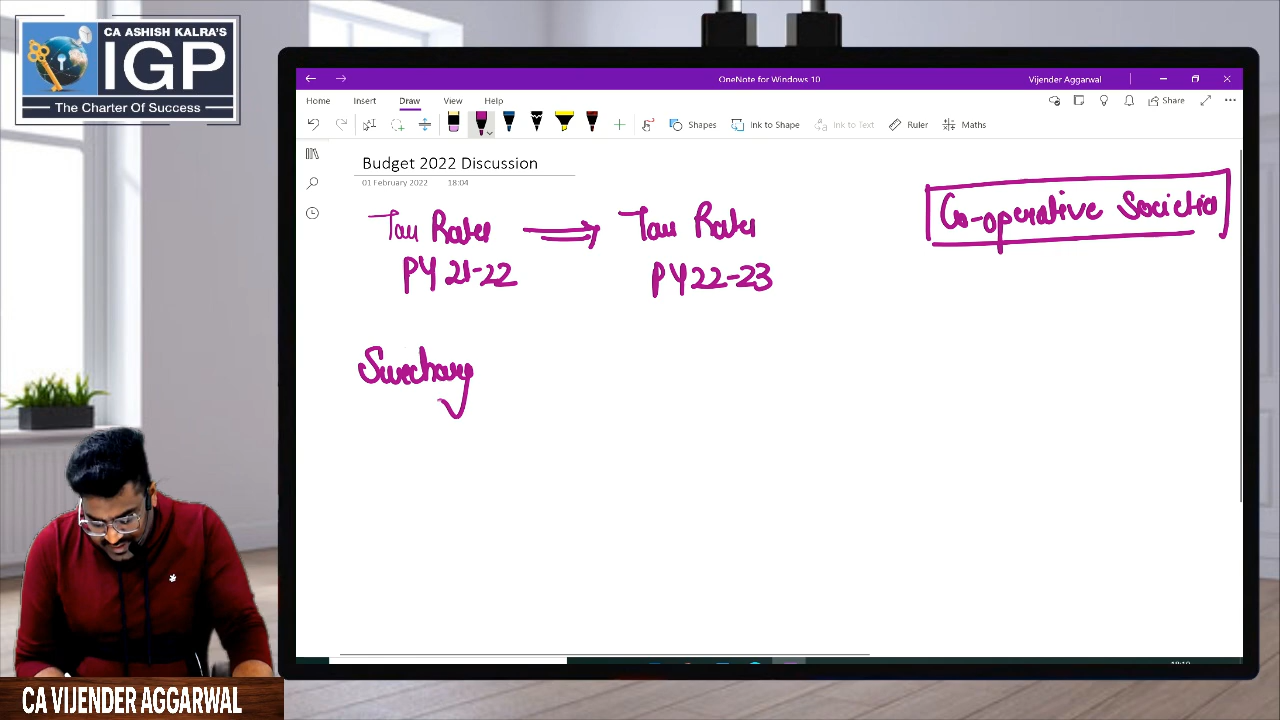 CA ASHISH KALRA'S
IGP
The Charter Of Success
OneNote for Windows 10
Vijender Aggarwal
Home Insert Draw View Help
Share
Shapes Ink to Shape Ink to Text Ruler Maths
Budget 2022 Discussion
01 February 2022 18:04
Tax Rates
PY 21-22
Tax Rates
PY 22-23
Co-operative Societies
Surcharge
CA VIJENDER AGGARWAL